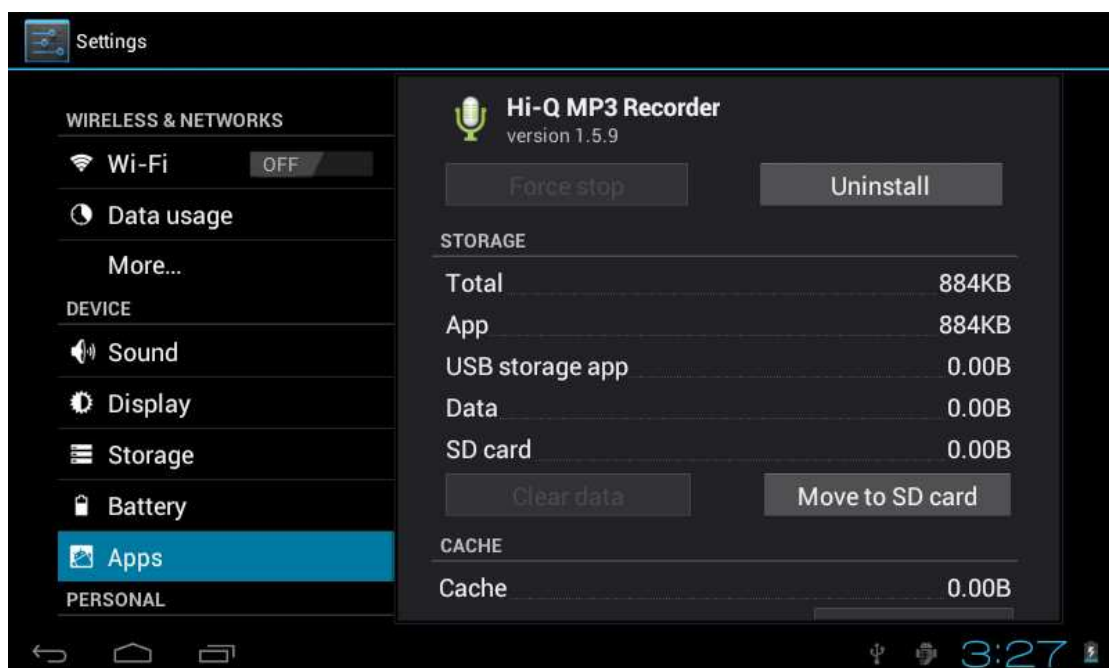 Settings
WIRELESS & NETWORKS
Wi-Fi OFF
Data usage
More...
DEVICE
Sound
Display
Storage
Battery
Apps
PERSONAL
Hi-Q MP3 Recorder
version 1.5.9
Force stop Uninstall
STORAGE
Total 884KB
App 884KB
USB storage app 0.00B
Data 0.00B
SD card 0.00B
Clear data Move to SD card
CACHE
Cache 0.00B
3:27